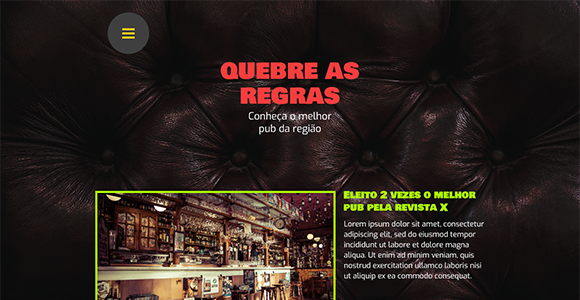 QUEBRE AS
REGRAS
Conheça o melhor
pub da região
Eleito 2 vezes o melhor
pub pela revista X
Lorem ipsum dolor sit amet, consectetur
adipiscing elit, sed do eiusmod tempor
incididunt ut labore et dolore magna
aliqua. Ut enim ad minim veniam, quis
nostrud exercitation ullamco laboris nisi
ut aliquip ex ea commodo consequat.